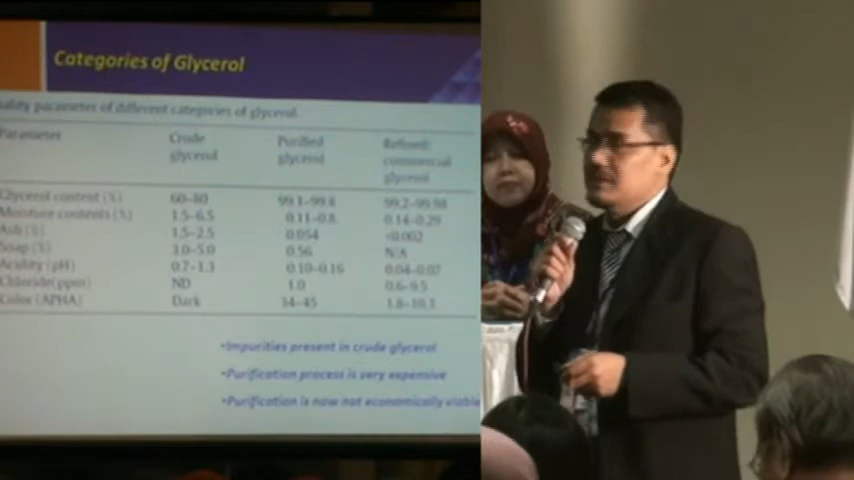 Categories of Glycerol
ality parameter of different categories of glycerol.
Parameter Crude glycerol Purified glycerol Refined/ commercial glycerol
Glycerol content (%) 60–80 99.1–99.8 99.2–99.98
Moisture contents (%) 1.5–6.5 0.11–0.8 0.14–0.29
Ash (%) 1.5–2.5 0.054 <0.002
Soap (%) 3.0–5.0 0.56 N/A
Acidity (pH) 0.7–1.3 0.10–0.16 0.04–0.07
Chloride(ppm) ND 1.0 0.6–9.5
Color (APHA) Dark 34–45 1.8–10.3
•Impurities present in crude glycerol
•Purification process is very expensive
•Purification is now not economically viable